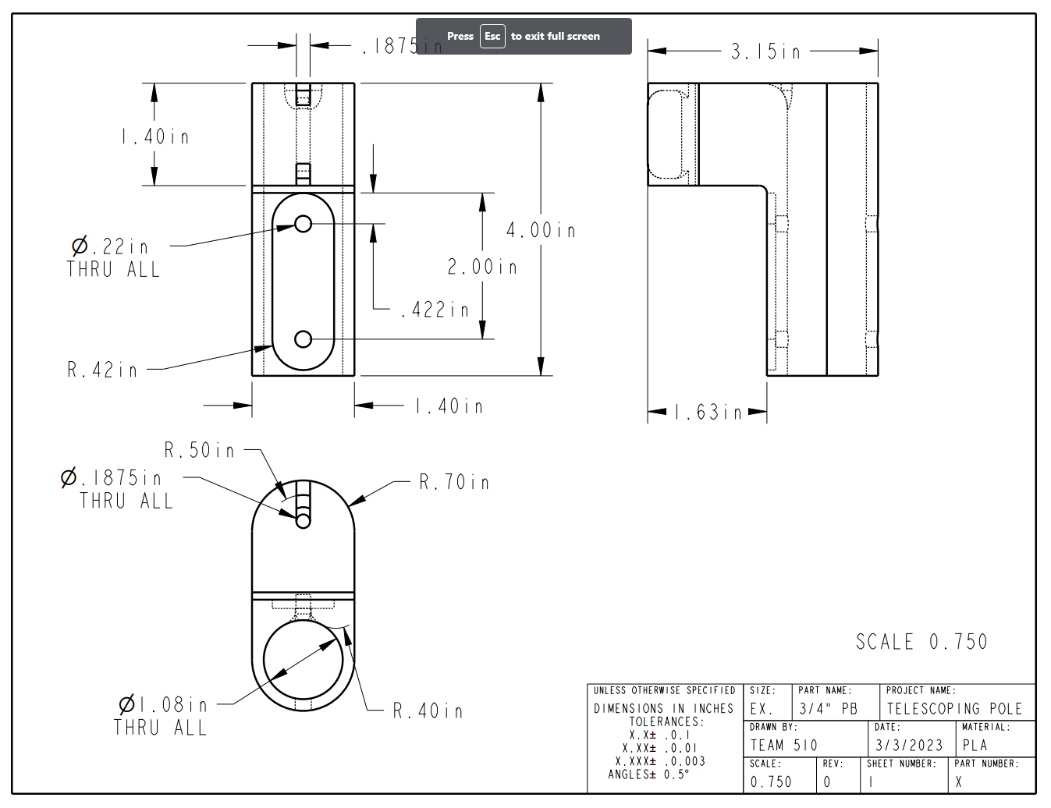 Press Esc to exit full screen
.1875in
3.15in
1.40in
4.00in
Ø.22in
THRU ALL
2.00in
.422in
R.42in
1.40in
1.63in
R.50in
Ø.1875in
THRU ALL
R.70in
SCALE 0.750
Ø1.08in
THRU ALL
R.40in
UNLESS OTHERWISE SPECIFIED
DIMENSIONS IN INCHES
TOLERANCES:
X.X± .0.1
X.XX± .0.01
X.XXX± .0.003
ANGLES± 0.5°
SIZE: PART NAME: PROJECT NAME:
EX. 3/4" PB TELESCOPING POLE
DRAWN BY: DATE: MATERIAL:
TEAM 510 3/3/2023 PLA
SCALE: REV: SHEET NUMBER: PART NUMBER:
0.750 0 1 X